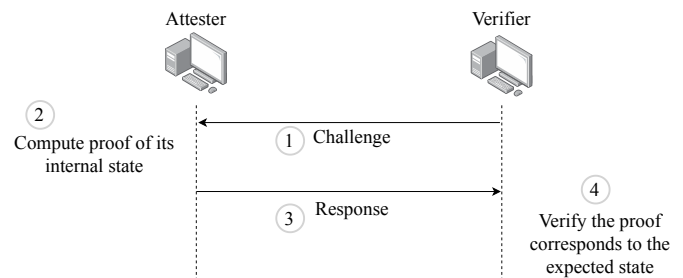 Attester
Verifier
2
Compute proof of its
internal state
1 Challenge
3 Response
4
Verify the proof
corresponds to the
expected state